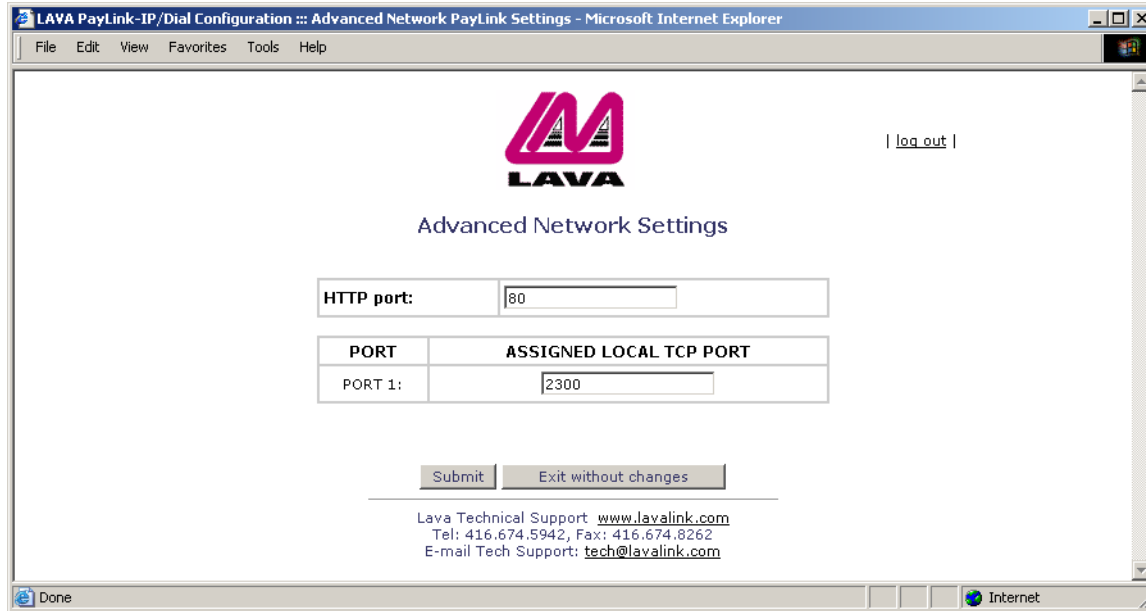 LAVA PayLink-IP/Dial Configuration ::: Advanced Network PayLink Settings - Microsoft Internet Explorer
File Edit View Favorites Tools Help
LAVA
| log out |
Advanced Network Settings
HTTP port: 80
PORT ASSIGNED LOCAL TCP PORT
PORT 1: 2300
Submit Exit without changes
Lava Technical Support www.lavalink.com
Tel: 416.674.5942, Fax: 416.674.8262
E-mail Tech Support: tech@lavalink.com
Done Internet